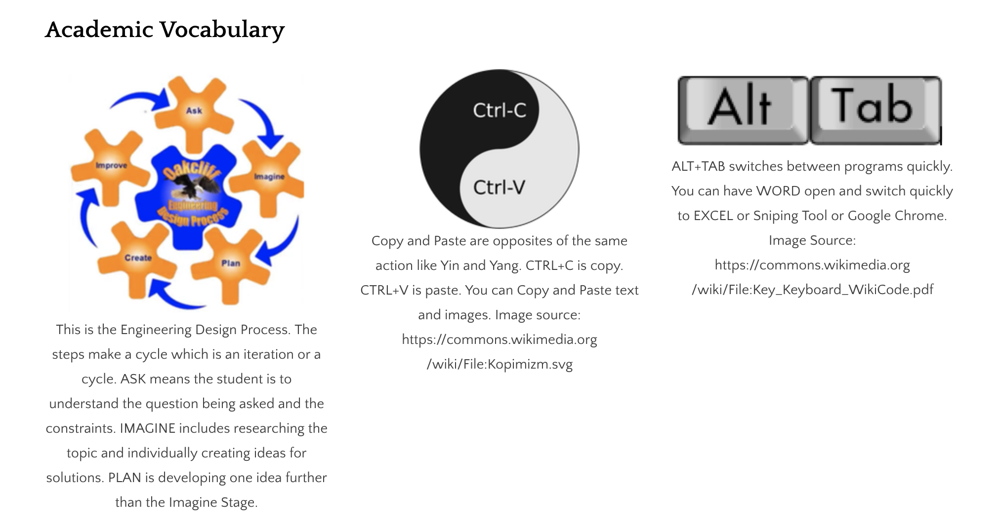 Academic Vocabulary
Ask
Imagine
Plan
Create
Improve
Oakcliff
Engineering
Design Process
This is the Engineering Design Process. The
steps make a cycle which is an iteration or a
cycle. ASK means the student is to
understand the question being asked and the
constraints. IMAGINE includes researching the
topic and individually creating ideas for
solutions. PLAN is developing one idea further
than the Imagine Stage.
Ctrl-C
Ctrl-V
Copy and Paste are opposites of the same
action like Yin and Yang. CTRL+C is copy.
CTRL+V is paste. You can Copy and Paste text
and images. Image source:
https://commons.wikimedia.org
/wiki/File:Kopimizm.svg
Alt Tab
ALT+TAB switches between programs quickly.
You can have WORD open and switch quickly
to EXCEL or Sniping Tool or Google Chrome.
Image Source:
https://commons.wikimedia.org
/wiki/File:Key_Keyboard_WikiCode.pdf